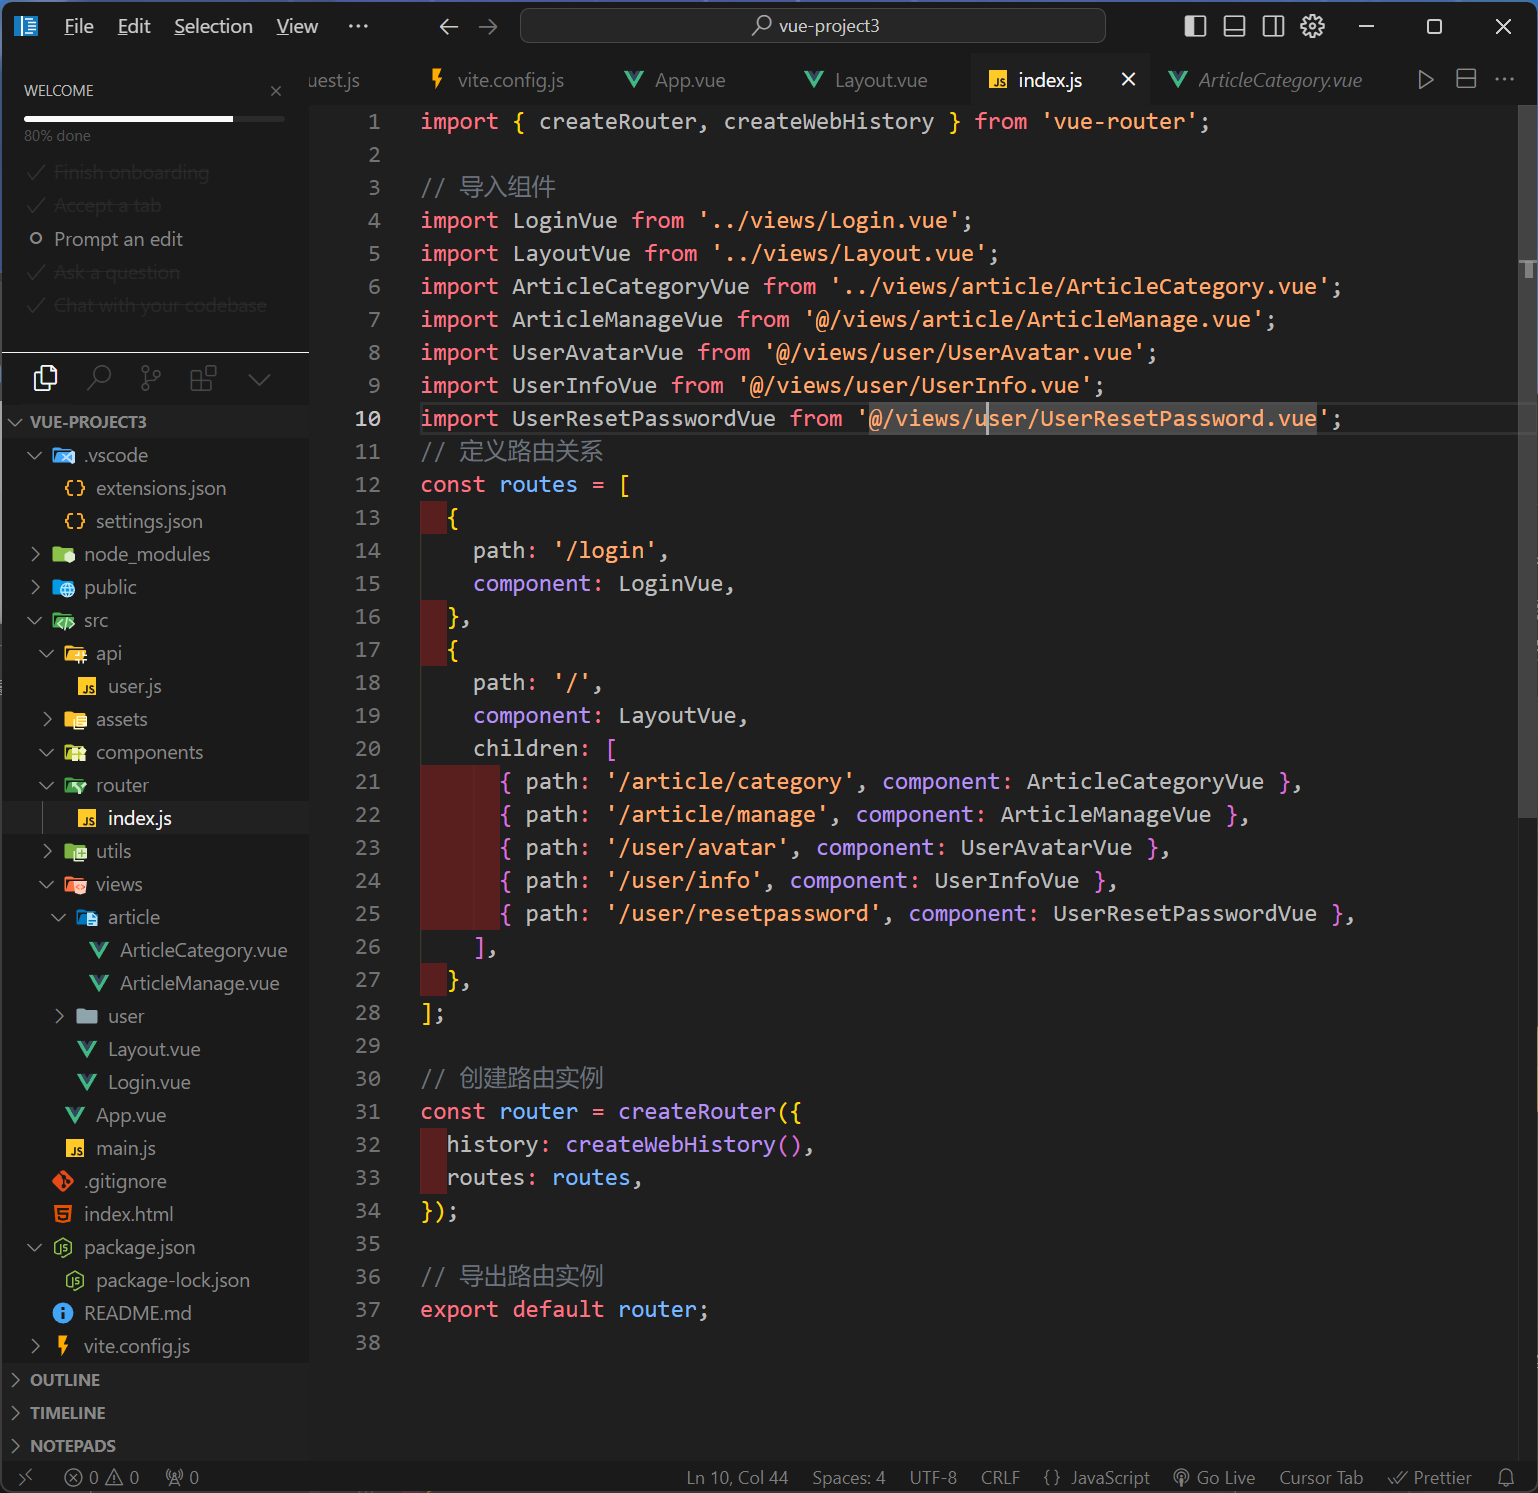 File Edit Selection View ··· vue-project3
WELCOME
80% done
Finish onboarding
Accept a tab
Prompt an edit
Ask a question
Chat with your codebase
VUE-PROJECT3
.vscode
extensions.json
settings.json
node_modules
public
src
api
user.js
assets
components
router
index.js
utils
views
article
ArticleCategory.vue
ArticleManage.vue
user
Layout.vue
Login.vue
App.vue
main.js
.gitignore
index.html
package.json
package-lock.json
README.md
vite.config.js
OUTLINE
TIMELINE
NOTEPADS
uest.js vite.config.js App.vue Layout.vue index.js ArticleCategory.vue
1 import { createRouter, createWebHistory } from 'vue-router';
2
3 // 导入组件
4 import LoginVue from '../views/Login.vue';
5 import LayoutVue from '../views/Layout.vue';
6 import ArticleCategoryVue from '../views/article/ArticleCategory.vue';
7 import ArticleManageVue from '@/views/article/ArticleManage.vue';
8 import UserAvatarVue from '@/views/user/UserAvatar.vue';
9 import UserInfoVue from '@/views/user/UserInfo.vue';
10 import UserResetPasswordVue from '@/views/user/UserResetPassword.vue';
11 // 定义路由关系
12 const routes = [
13 {
14 path: '/login',
15 component: LoginVue,
16 },
17 {
18 path: '/',
19 component: LayoutVue,
20 children: [
21 { path: '/article/category', component: ArticleCategoryVue },
22 { path: '/article/manage', component: ArticleManageVue },
23 { path: '/user/avatar', component: UserAvatarVue },
24 { path: '/user/info', component: UserInfoVue },
25 { path: '/user/resetpassword', component: UserResetPasswordVue },
26 ],
27 },
28 ];
29
30 // 创建路由实例
31 const router = createRouter({
32 history: createWebHistory(),
33 routes: routes,
34 });
35
36 // 导出路由实例
37 export default router;
38
0 0 0 Ln 10, Col 44 Spaces: 4 UTF-8 CRLF {} JavaScript Go Live Cursor Tab Prettier